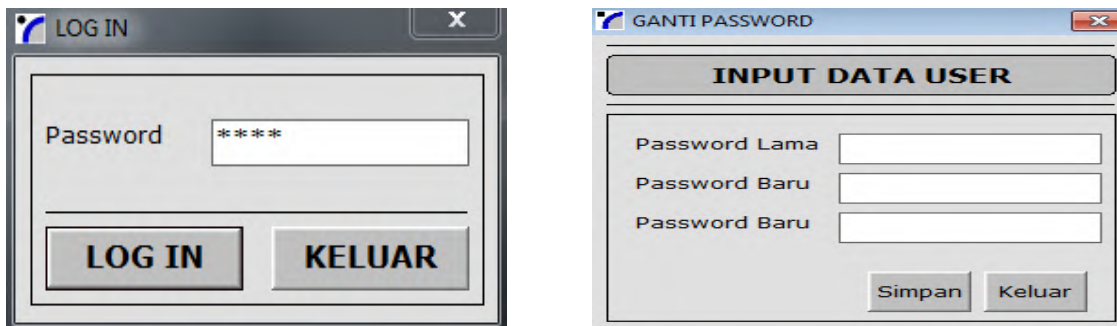 LOG IN
X
Password ****
LOG IN KELUAR
GANTI PASSWORD
INPUT DATA USER
Password Lama
Password Baru
Password Baru
Simpan Keluar